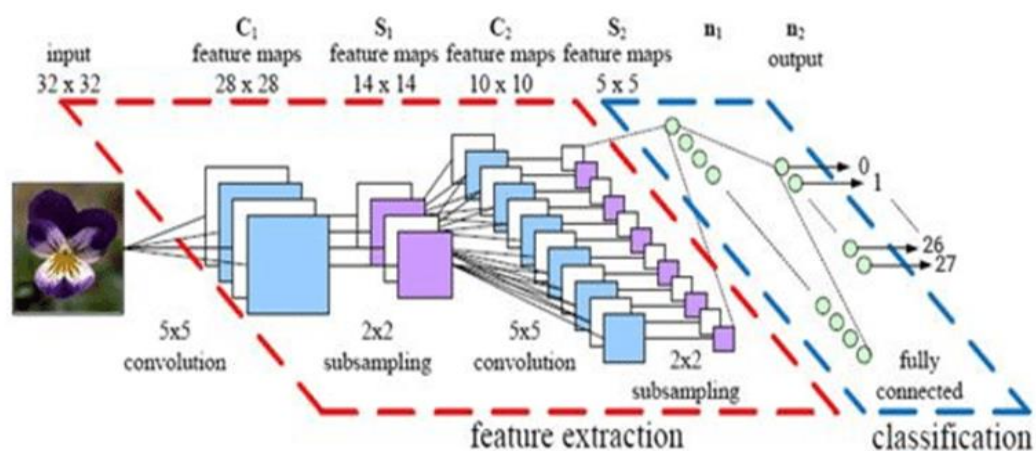 C₁ S₁ C₂ S₂ n₁ n₂
input feature maps feature maps feature maps feature maps output
32 x 32 28 x 28 14 x 14 10 x 10 5 x 5
0
1
26
27
5x5 2x2 5x5 2x2 fully
convolution subsampling convolution subsampling connected
feature extraction classification